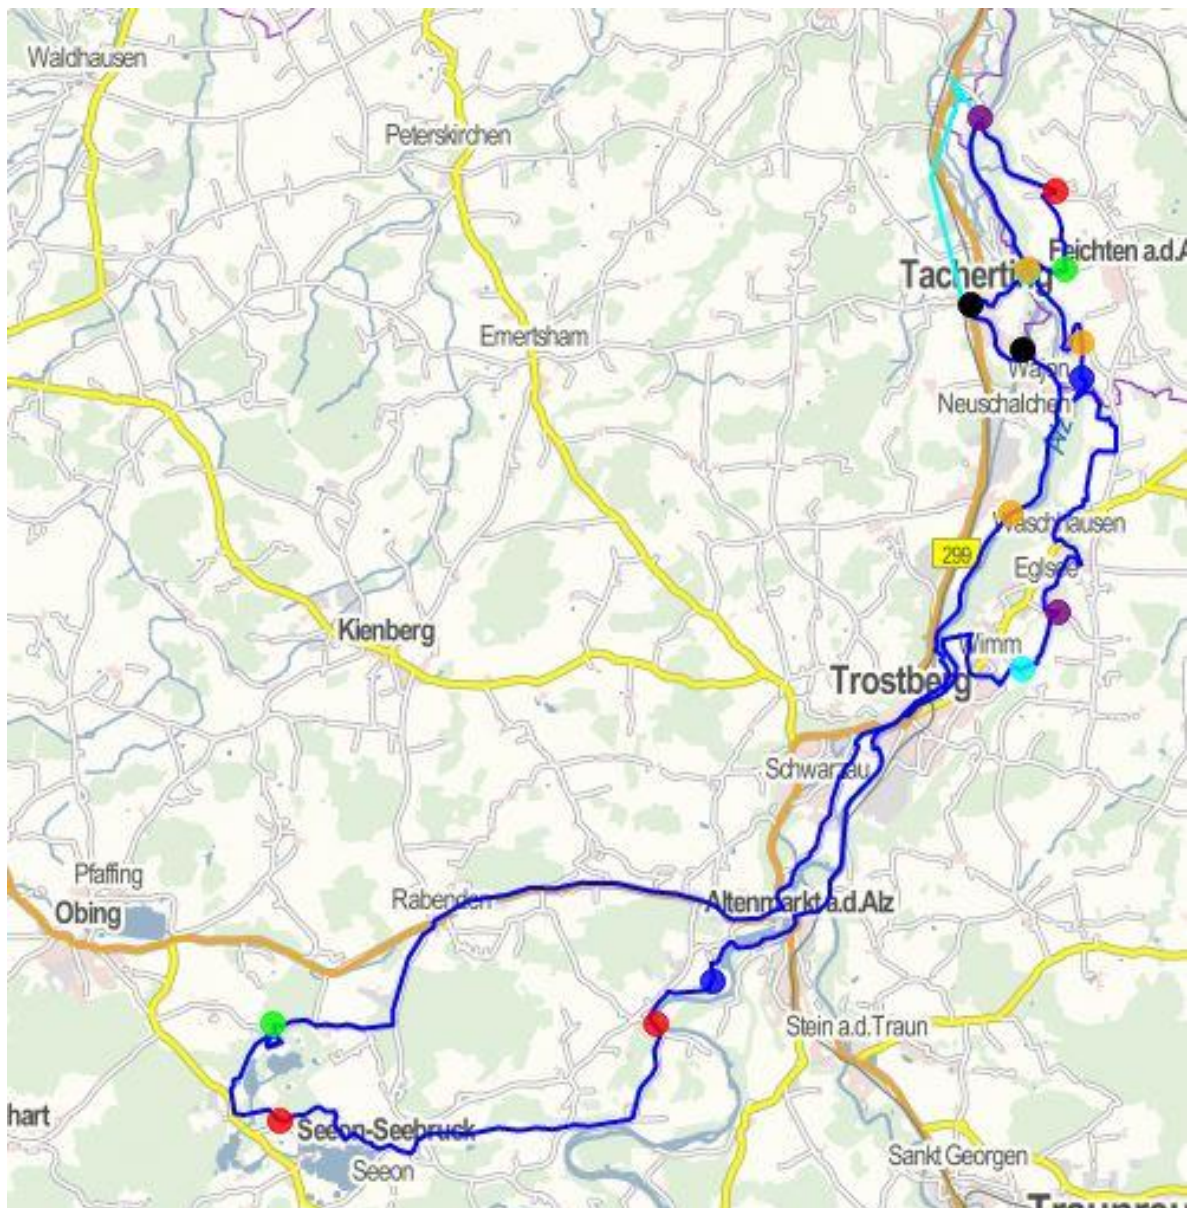 Waldhausen
Peterskirchen
Feichten a.d.A
Tacherting
Emertsham
Wajon
Neuschalchen
Alz
Waschhausen
299
Eglsee
Kienberg
Wimm
Trostberg
Schwarzau
Pfaffing
Rabenden
Altenmarkt a.d.Alz
Obing
Stein a.d.Traun
hart
Seeon-Seebruck
Seeon
Sankt Georgen
Traunreu